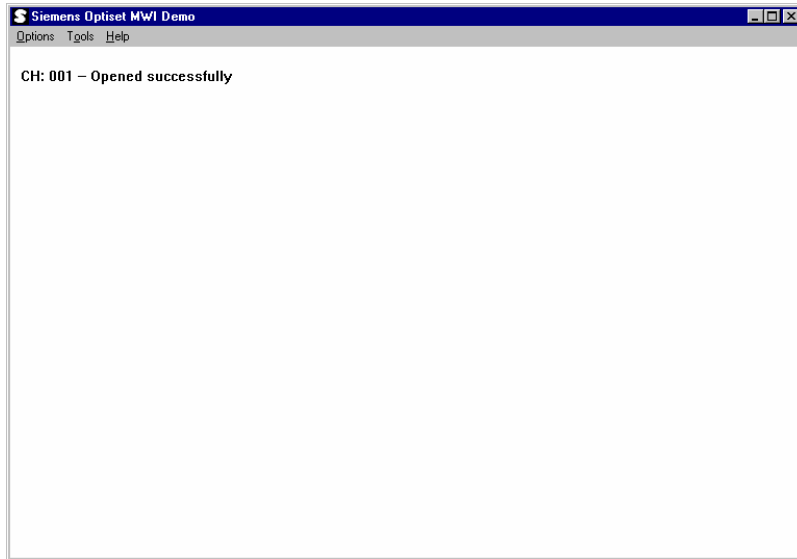 Siemens Optiset MWI Demo
Options Tools Help
CH: 001 – Opened successfully